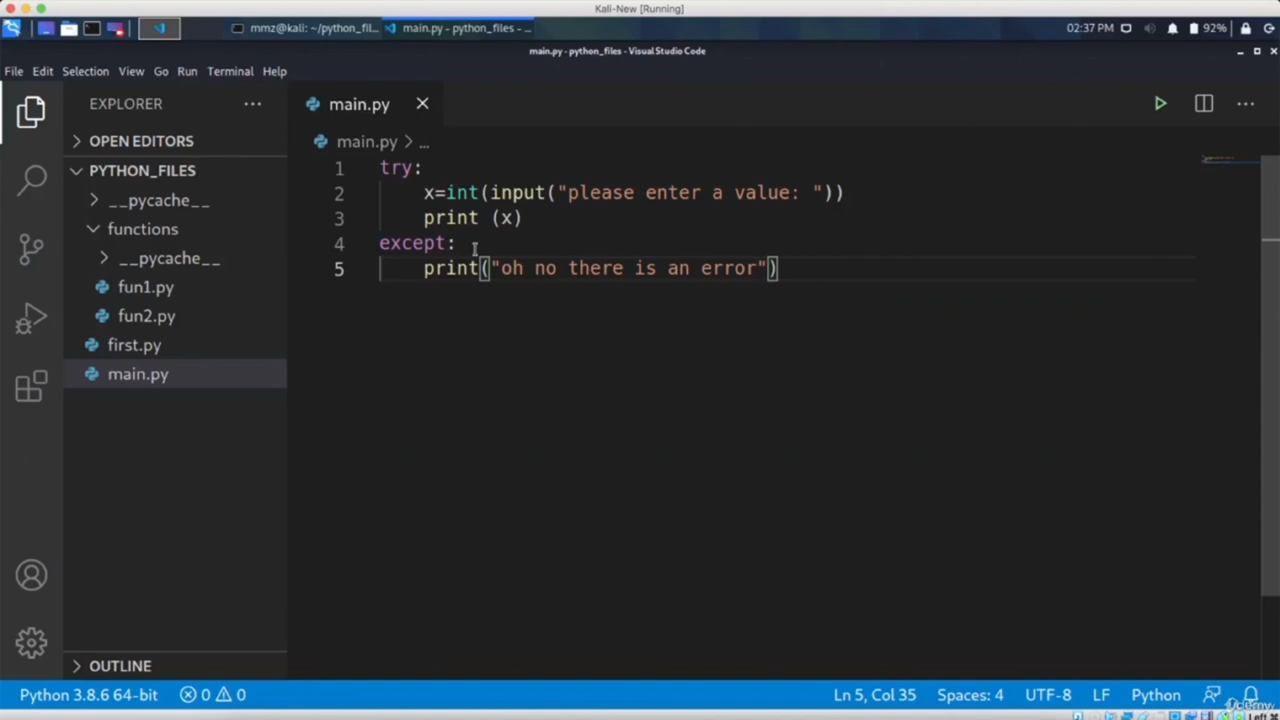 Kali-New [Running]
mmz@kali: ~/python_fil...
main.py - python_files - ...
02:37 PM
92%
main.py - python_files - Visual Studio Code
File Edit Selection View Go Run Terminal Help
EXPLORER
main.py
OPEN EDITORS
main.py > ...
PYTHON_FILES
__pycache__
functions
__pycache__
fun1.py
fun2.py
first.py
main.py
1 try:
2 x=int(input("please enter a value: "))
3 print (x)
4 except:
5 print("oh no there is an error")
OUTLINE
Python 3.8.6 64-bit
0 0
Ln 5, Col 35
Spaces: 4
UTF-8
LF
Python
Udemy
Left ⌘